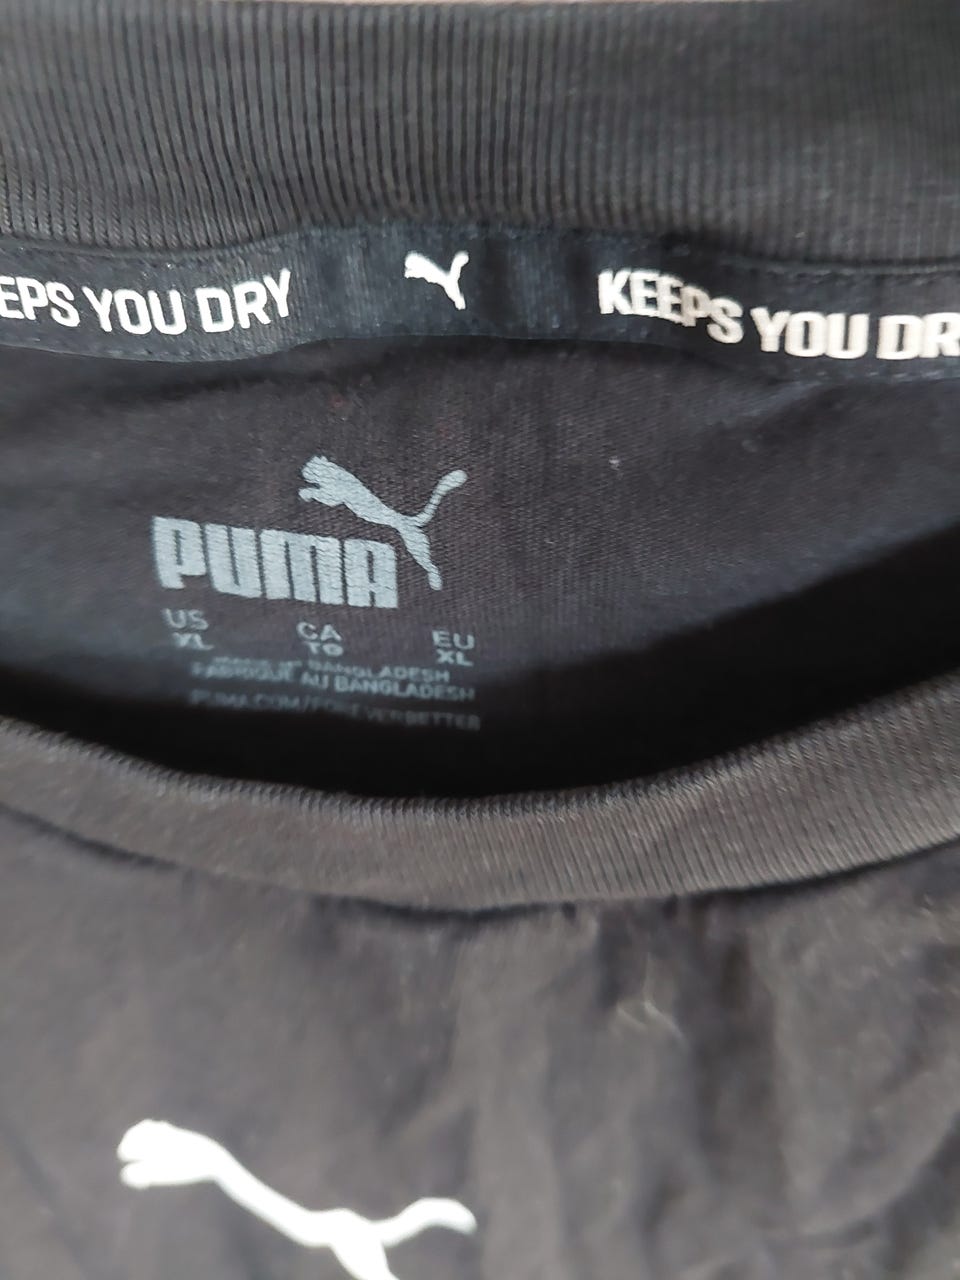 EPS YOU DRY
KEEPS YOU DR
PUMA
US CA EU
XL TG XL
MADE IN BANGLADESH
FABRIQUE AU BANGLADESH
PUMA.COM/FOREVERBETTER